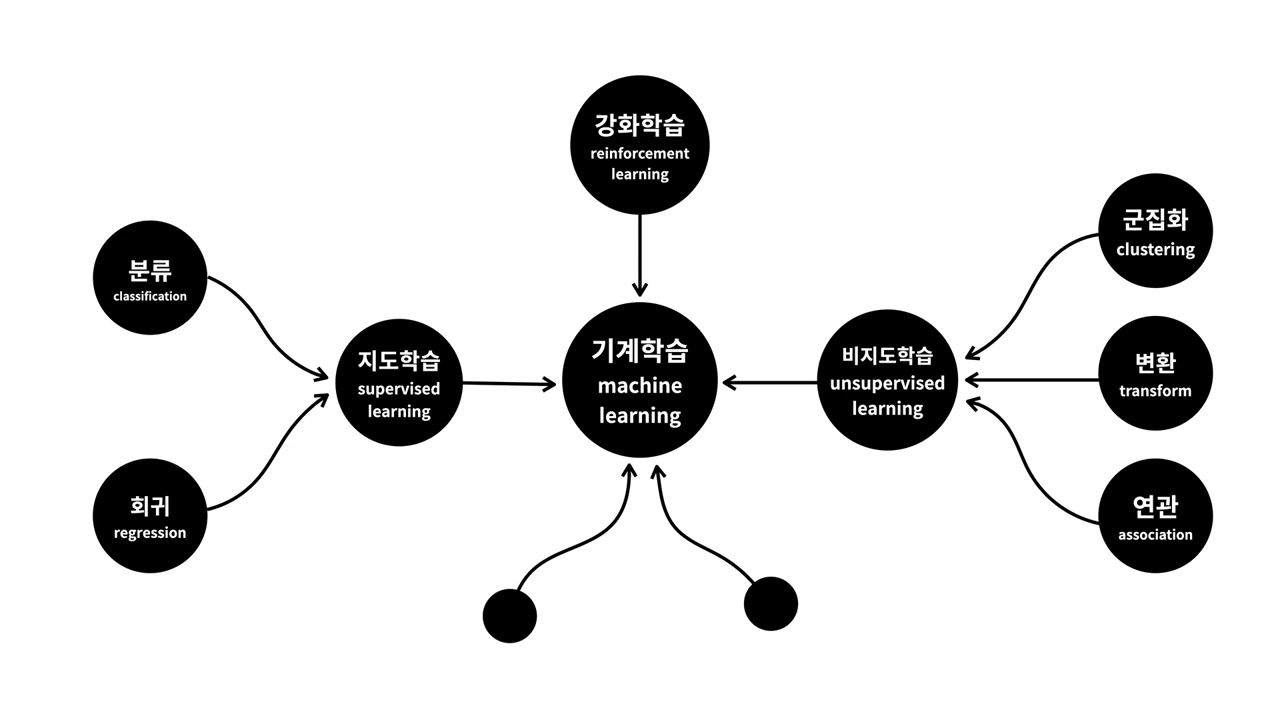 강화학습
reinforcement
learning
분류
classification
회귀
regression
지도학습
supervised
learning
기계학습
machine
learning
비지도학습
unsupervised
learning
군집화
clustering
변환
transform
연관
association